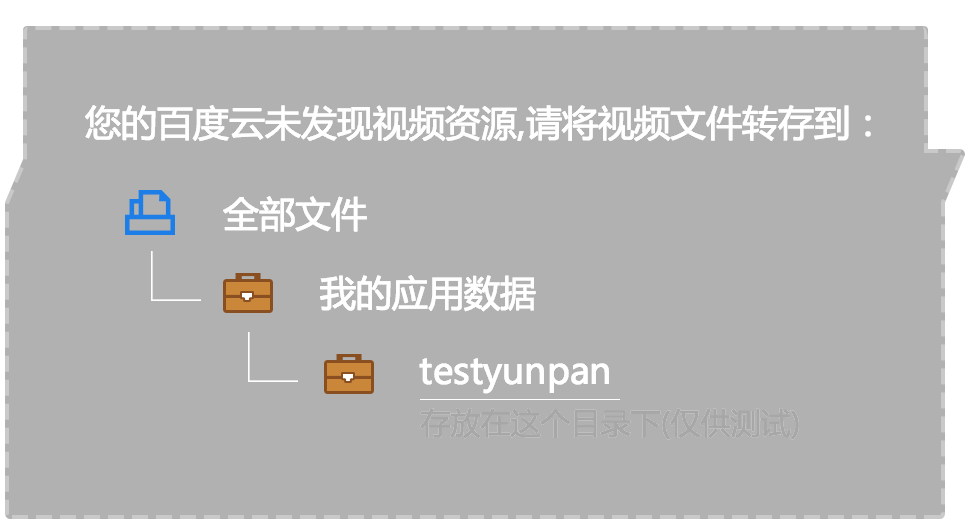 您的百度云未发现视频资源,请将视频文件转存到：
全部文件
我的应用数据
testyunpan
存放在这个目录下(仅供测试)